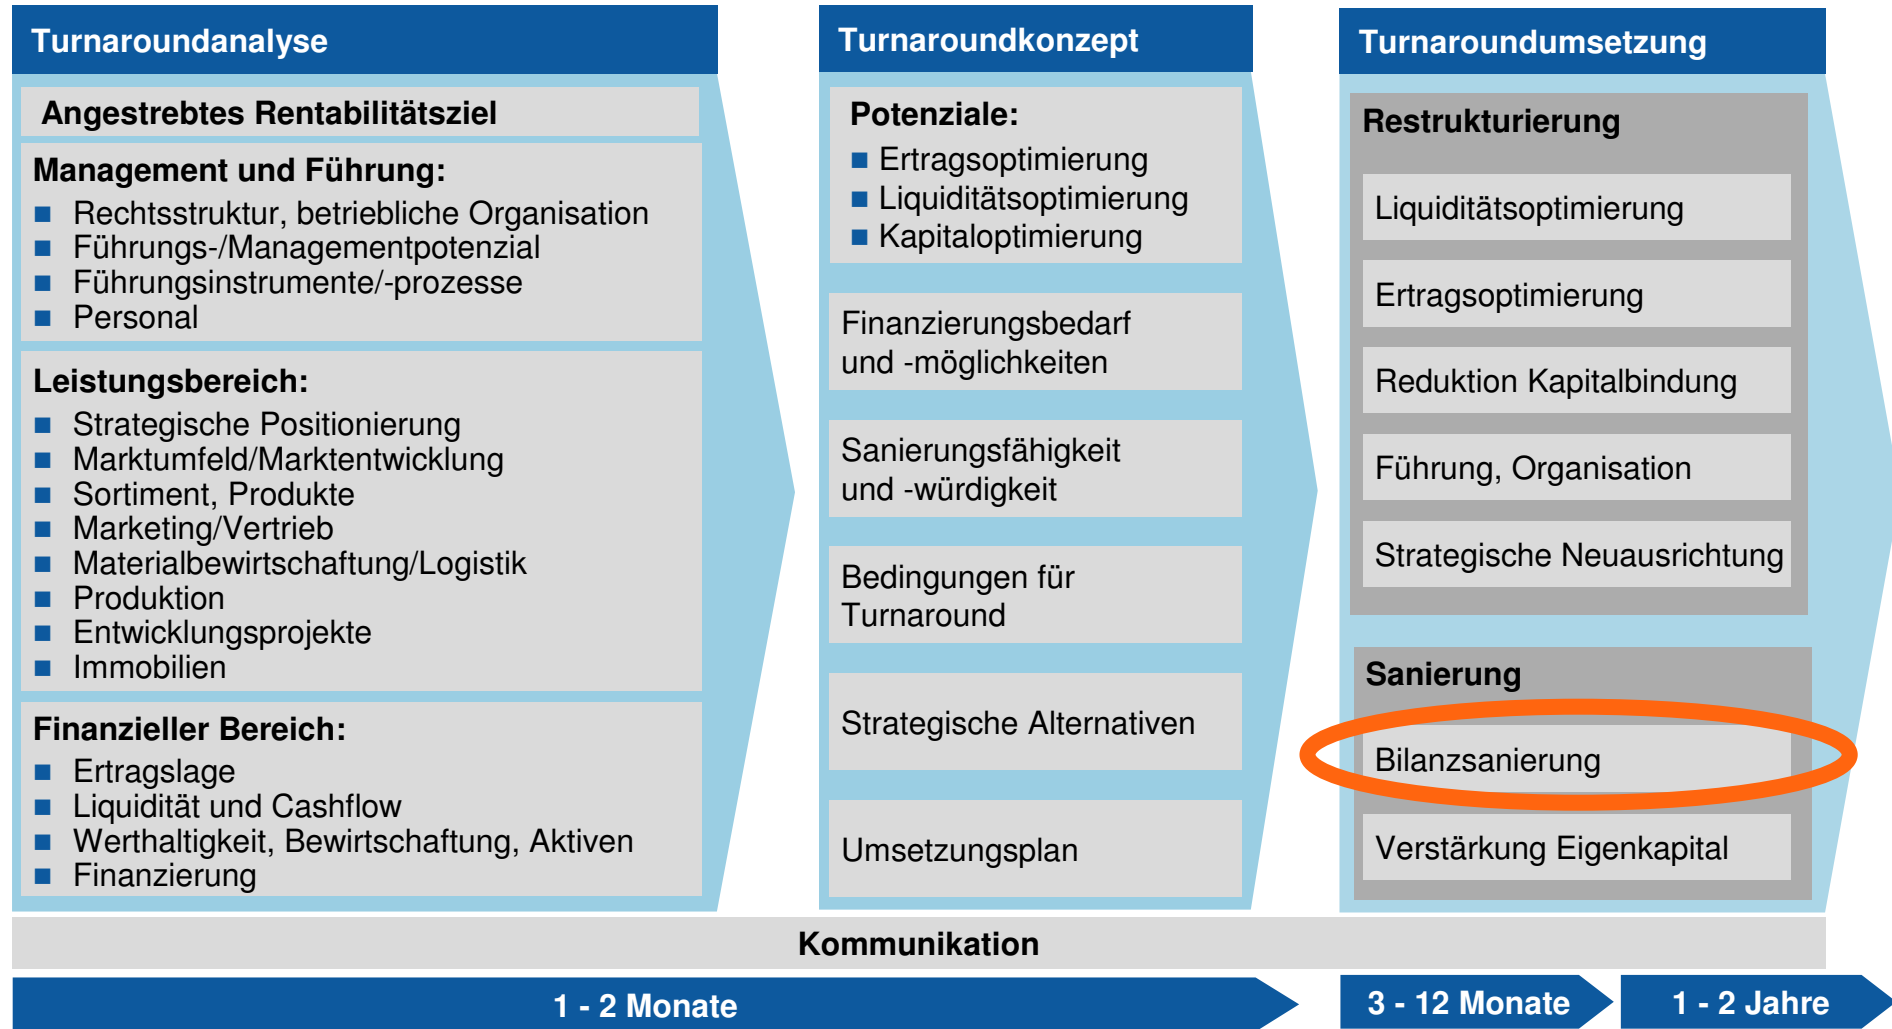 Turnaroundanalyse
Angestrebtes Rentabilitätsziel
Management und Führung:
Rechtsstruktur, betriebliche Organisation
Führungs-/Managementpotenzial
Führungsinstrumente/-prozesse
Personal
Leistungsbereich:
Strategische Positionierung
Marktumfeld/Marktentwicklung
Sortiment, Produkte
Marketing/Vertrieb
Materialbewirtschaftung/Logistik
Produktion
Entwicklungsprojekte
Immobilien
Finanzieller Bereich:
Ertragslage
Liquidität und Cashflow
Werthaltigkeit, Bewirtschaftung, Aktiven
Finanzierung
Turnaroundkonzept
Potenziale:
Ertragsoptimierung
Liquiditätsoptimierung
Kapitaloptimierung
Finanzierungsbedarf
und -möglichkeiten
Sanierungsfähigkeit
und -würdigkeit
Bedingungen für
Turnaround
Strategische Alternativen
Umsetzungsplan
Turnaroundumsetzung
Restrukturierung
Liquiditätsoptimierung
Ertragsoptimierung
Reduktion Kapitalbindung
Führung, Organisation
Strategische Neuausrichtung
Sanierung
Bilanzsanierung
Verstärkung Eigenkapital
Kommunikation
1 - 2 Monate
3 - 12 Monate
1 - 2 Jahre